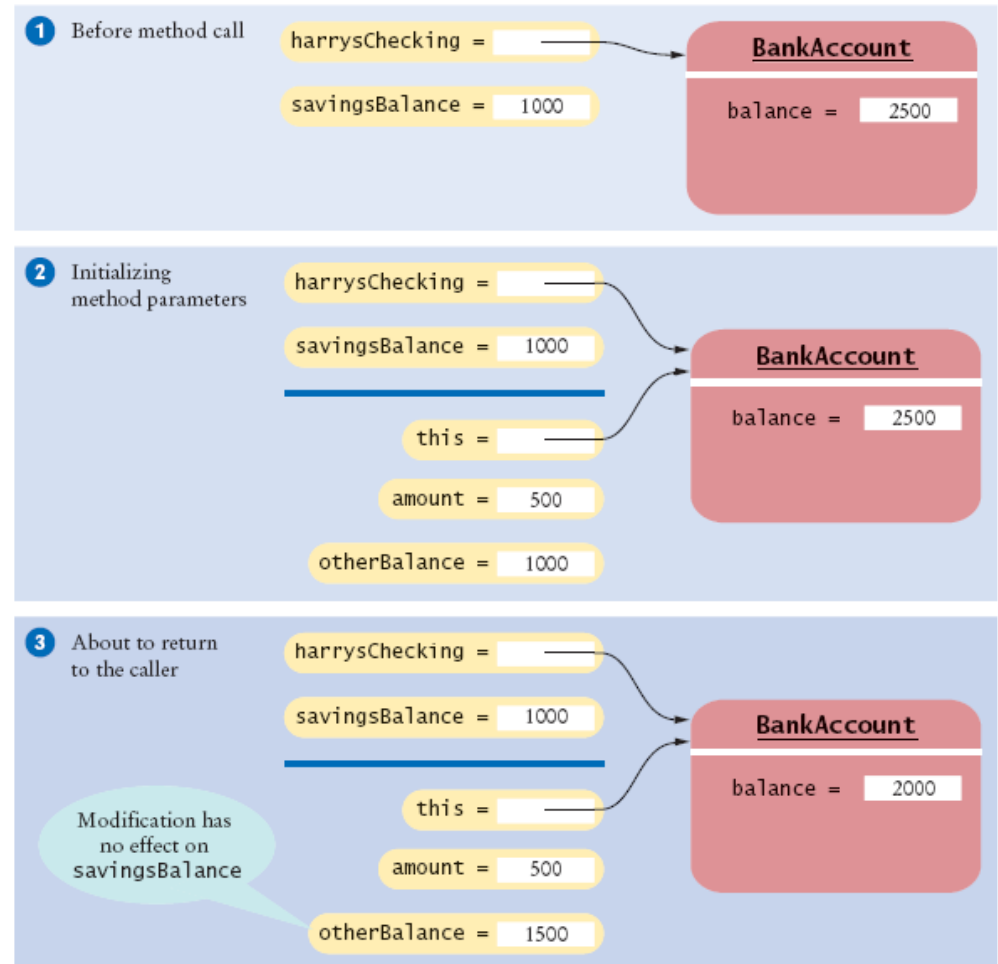 1 Before method call
harrysChecking =
savingsBalance = 1000
BankAccount
balance = 2500
2 Initializing
method parameters
harrysChecking =
savingsBalance = 1000
this =
amount = 500
otherBalance = 1000
BankAccount
balance = 2500
3 About to return
to the caller
harrysChecking =
savingsBalance = 1000
this =
amount = 500
otherBalance = 1500
Modification has
no effect on
savingsBalance
BankAccount
balance = 2000